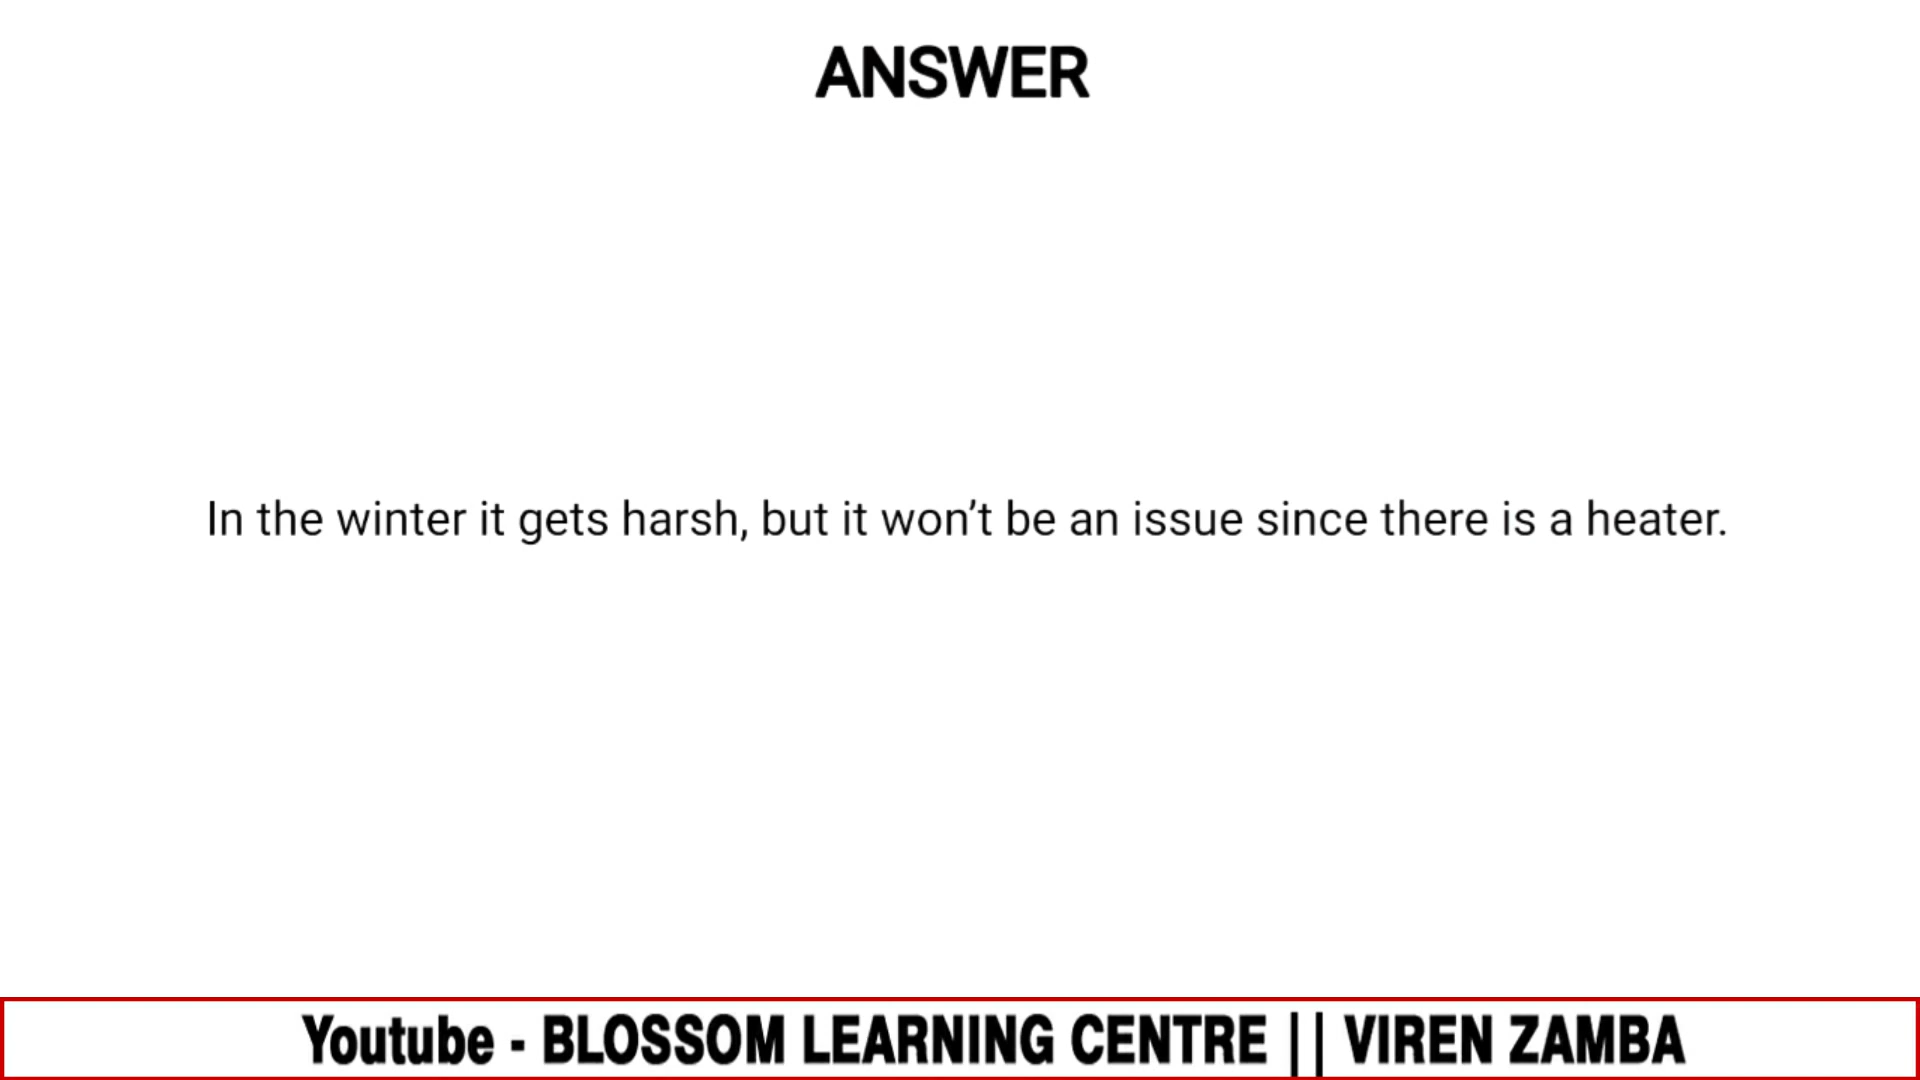 ANSWER
In the winter it gets harsh, but it won’t be an issue since there is a heater.
Youtube - BLOSSOM LEARNING CENTRE || VIREN ZAMBA